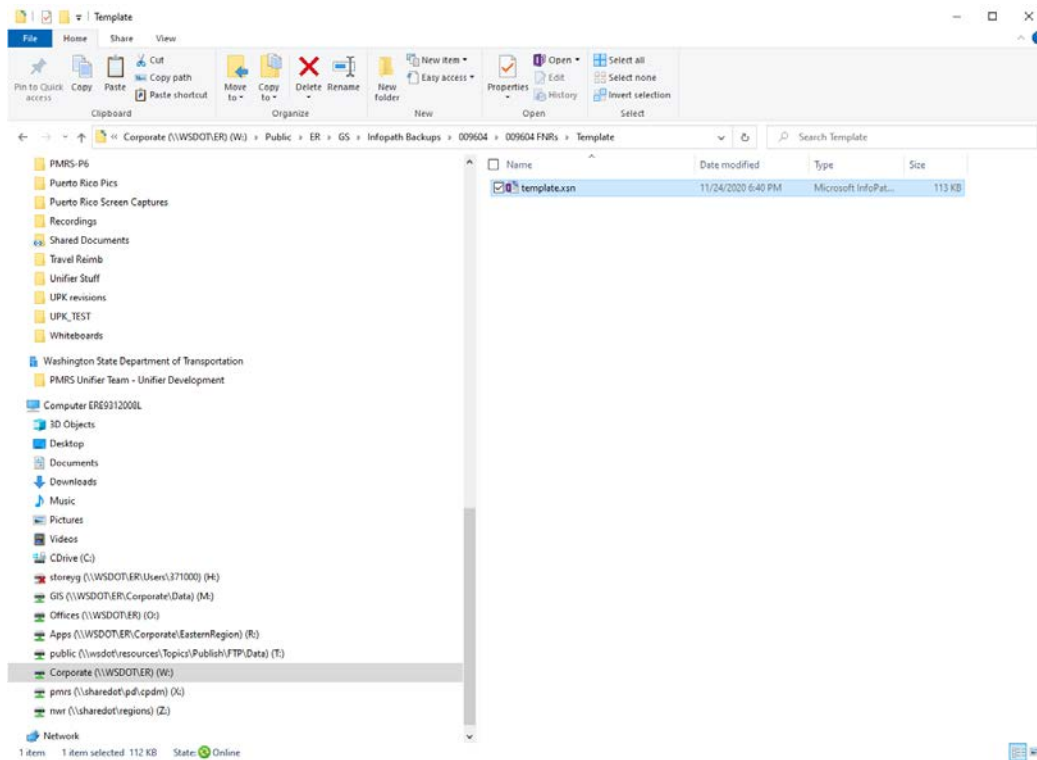 Template
File Home Share View
Pin to Quick access
Copy
Paste
Cut
Copy path
Paste shortcut
Clipboard
Move to
Copy to
Delete
Rename
Organize
New folder
New item
Easy access
New
Properties
Open
Edit
History
Open
Select all
Select none
Invert selection
Select
« Corporate (\\WSDOT\ER) (W:) › Public › ER › GS › Infopath Backups › 009604 › 009604 FNRs › Template
Search Template
PMRS-P6
Puerto Rico Pics
Puerto Rico Screen Captures
Recordings
Shared Documents
Travel Reimb
Unifier Stuff
UPK revisions
UPK_TEST
Whiteboards
Washington State Department of Transportation
PMRS Unifier Team - Unifier Development
Computer ERE9312008L
3D Objects
Desktop
Documents
Downloads
Music
Pictures
Videos
CDrive (C:)
storeyg (\\WSDOT\ER\Users\371000) (H:)
GIS (\\WSDOT\ER\Corporate\Data) (M:)
Offices (\\WSDOT\ER) (O:)
Apps (\\WSDOT\ER\Corporate\EasternRegion) (R:)
public (\\wsdot\resources\Topics\Publish\FTP\Data) (T:)
Corporate (\\WSDOT\ER) (W:)
pmrs (\\sharedot\pd\cpdm) (X:)
nwr (\\sharedot\regions) (Z:)
Network
Name Date modified Type Size
template.xsn 11/24/2020 6:40 PM Microsoft InfoPat... 113 KB
1 item 1 item selected 112 KB State: Online